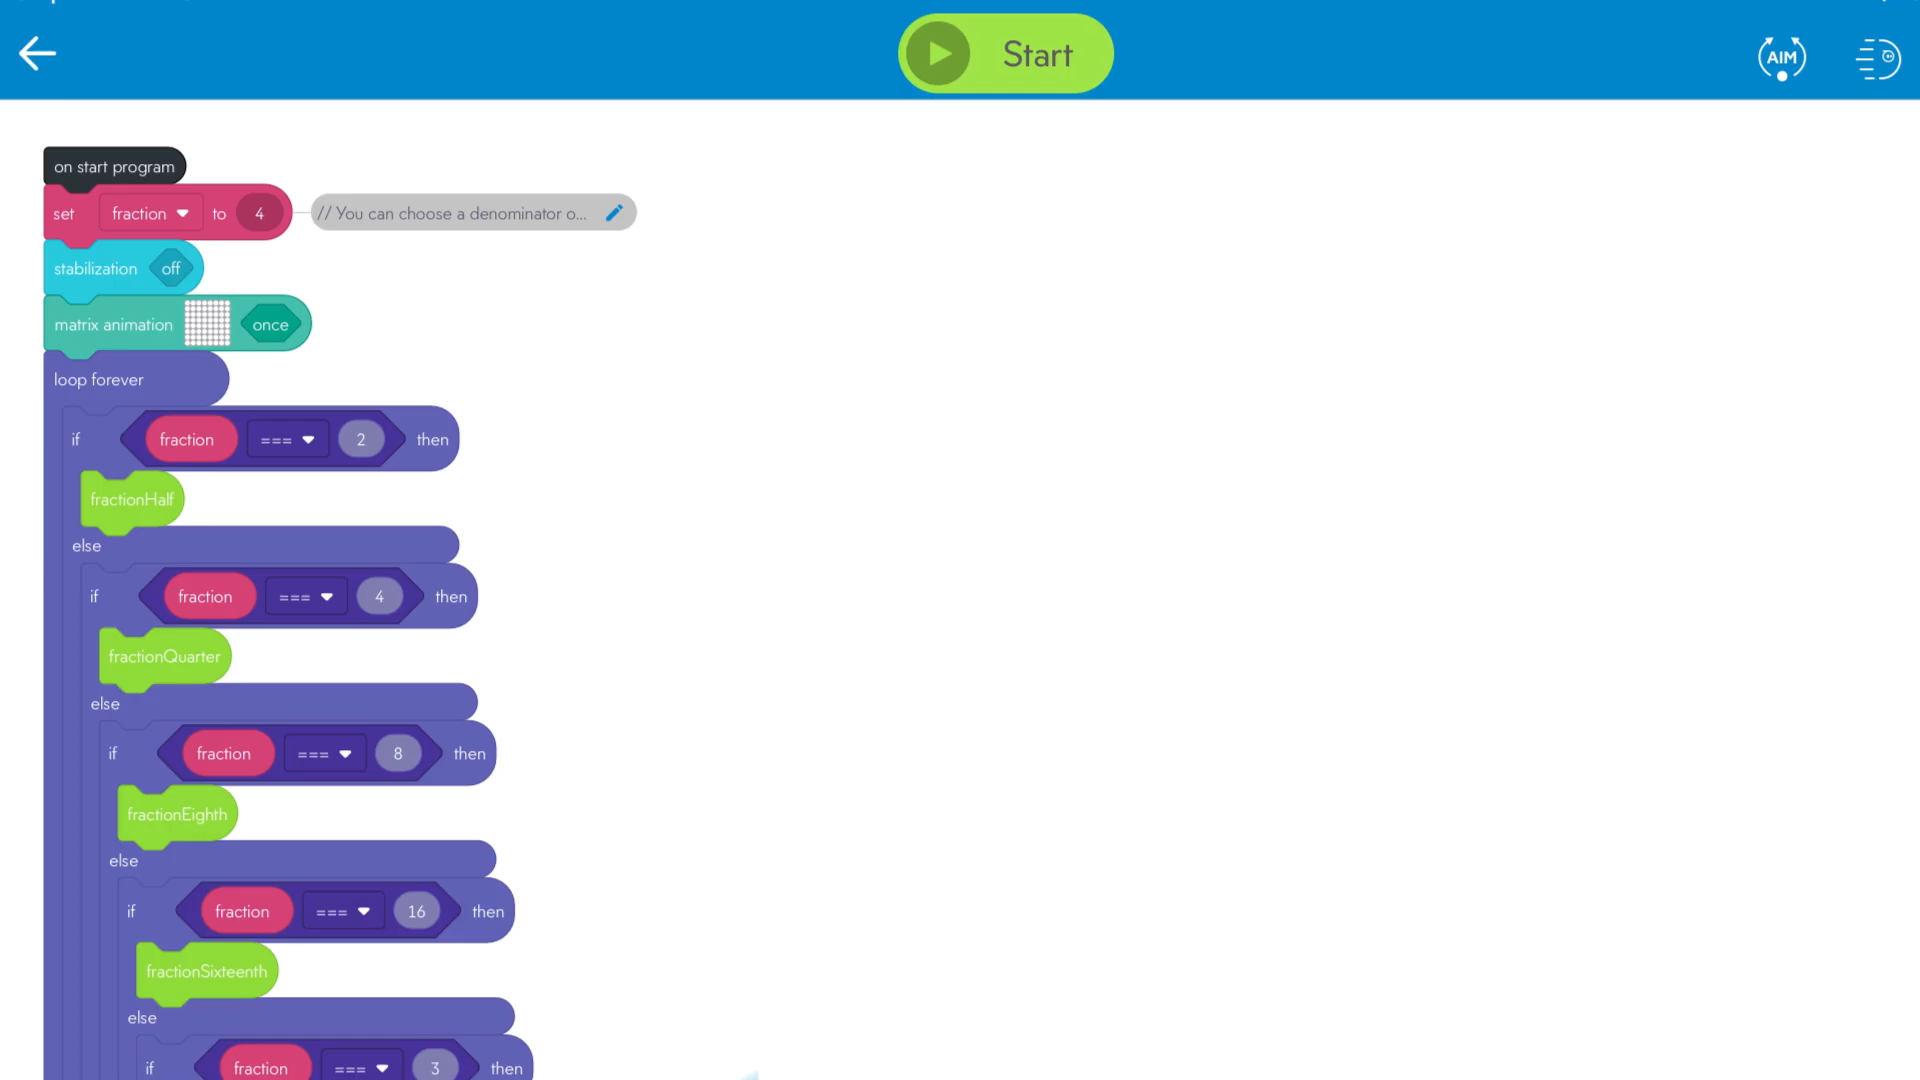 Start
AIM
on start program
set fraction to 4 // You can choose a denominator o...
stabilization off
matrix animation once
loop forever
if fraction === 2 then
fractionHalf
else
if fraction === 4 then
fractionQuarter
else
if fraction === 8 then
fractionEighth
else
if fraction === 16 then
fractionSixteenth
else
if fraction === 3 then